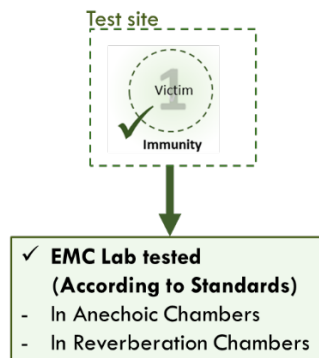 Test site
1
Victim
Immunity
✓ EMC Lab tested
(According to Standards)
- In Anechoic Chambers
- In Reverberation Chambers